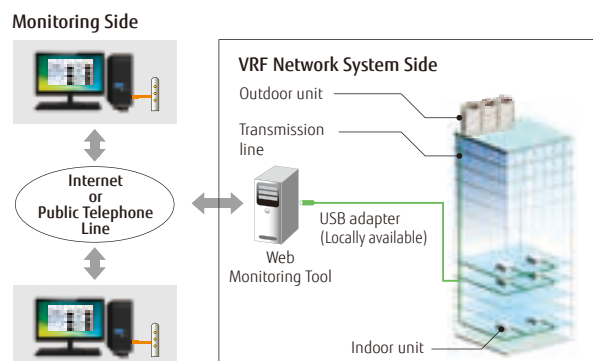 Monitoring Side
VRF Network System Side
Outdoor unit
Transmission
line
Internet
or
Public Telephone
Line
USB adapter
(Locally available)
Web
Monitoring Tool
Indoor unit